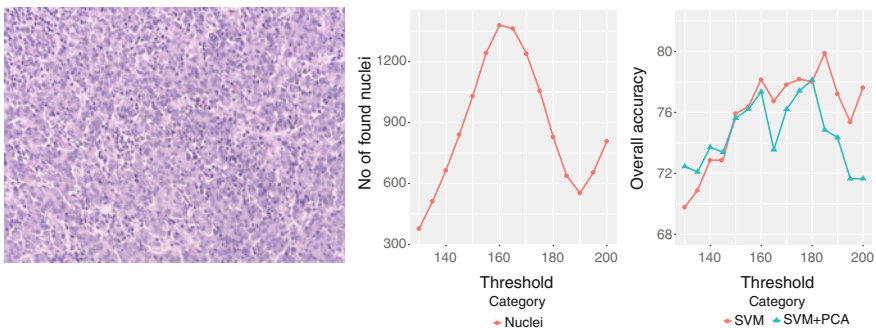 No of found nuclei
1200
900
600
300
140
160
180
200
Threshold
Category
Nuclei
Overall accuracy
80
76
72
68
140
160
180
200
Threshold
Category
SVM
SVM+PCA